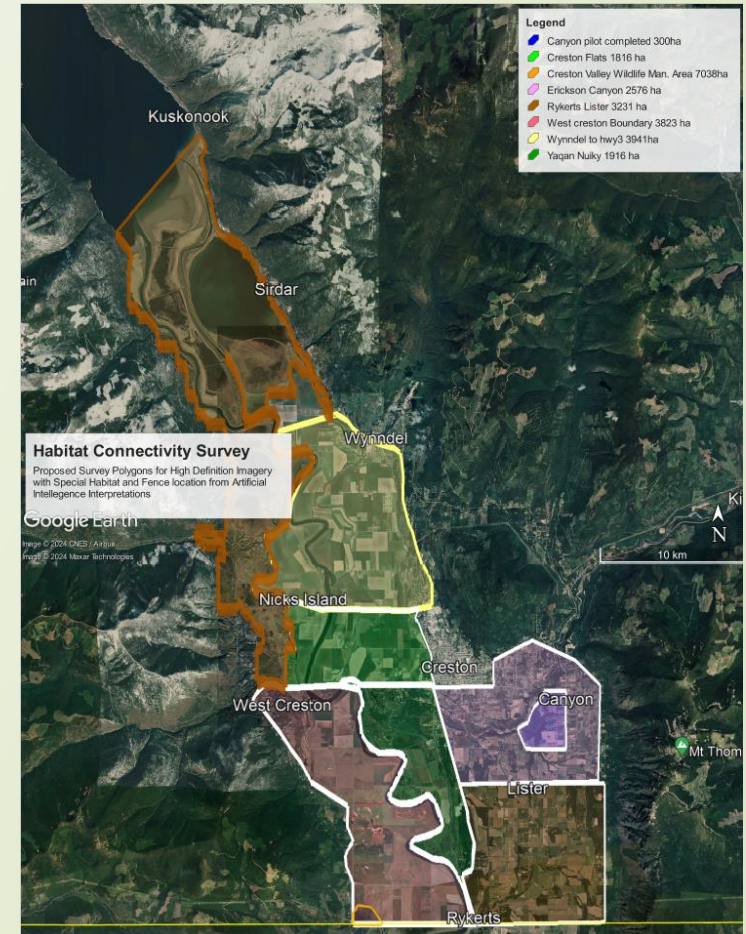 Legend
Canyon pilot completed 300ha
Creston Flats 1816 ha
Creston Valley Wildlife Man. Area 7038ha
Erickson Canyon 2576 ha
Rykerts Lister 3231 ha
West creston Boundary 3823 ha
Wynndel to hwy3 3941ha
Yaqan Nuiky 1916 ha
Kuskonook
ain
Sirdar
Wynndel
Habitat Connectivity Survey
Proposed Survey Polygons for High Definition Imagery
with Special Habitat and Fence location from Artificial
Intellegence Interpretations
Google Earth
Image © 2024 CNES / Airbus
Image © 2024 Maxar Technologies
Ki
N
10 km
Nicks Island
Creston
West Creston
Canyon
Mt Thom
Lister
Rykerts